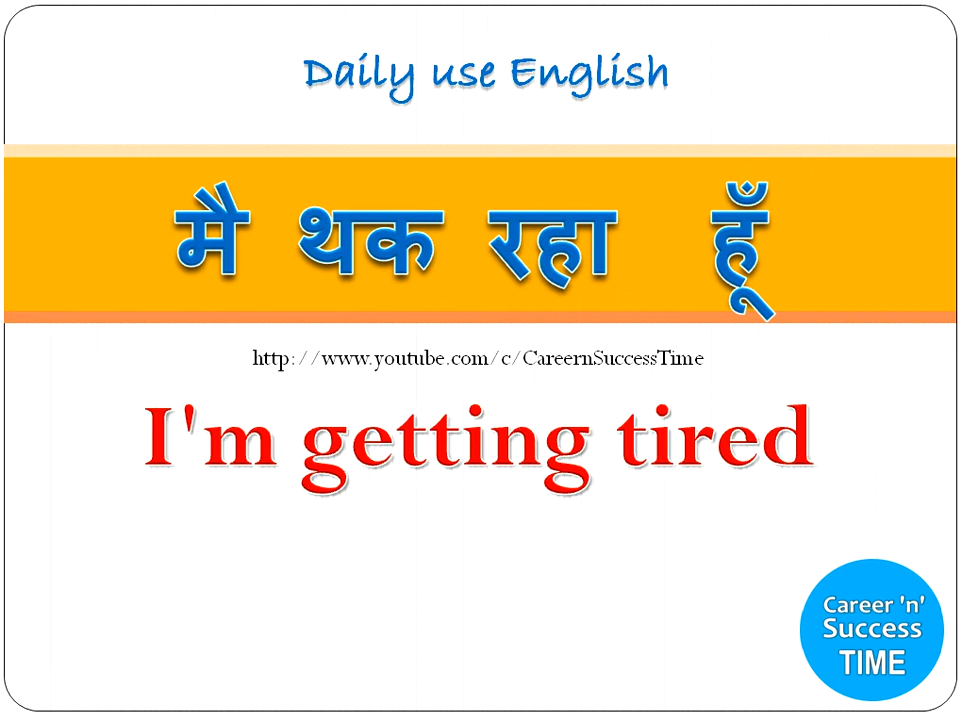 Daily use English
मै थक रहा हूँ
http://www.youtube.com/c/CareernSuccessTime
I'm getting tired
Career 'n'
Success
TIME